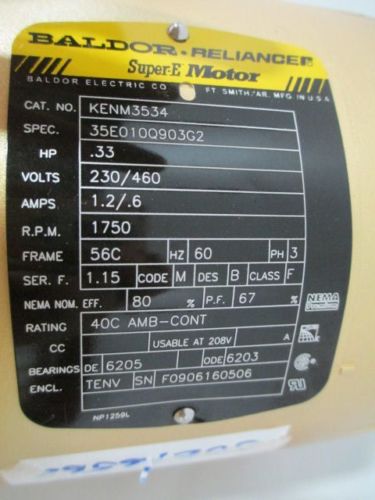 BALDOR • RELIANCE
Super-E Motor
BALDOR ELECTRIC CO. FT. SMITH, AR. MFG. IN U.S.A.
CAT. NO. KENM3534
SPEC. 35E010Q903G2
HP .33
VOLTS 230/460
AMPS 1.2/.6
R.P.M. 1750
FRAME 56C HZ 60 PH 3
SER. F. 1.15 CODE M DES B CLASS F
NEMA NOM. EFF. 80 % P.F. 67 %
NEMA
Premium
RATING 40C AMB-CONT
CC USABLE AT 208V A
BEARINGS DE 6205 ODE 6203
ENCL. TENV SN F0906160506
NP1259L